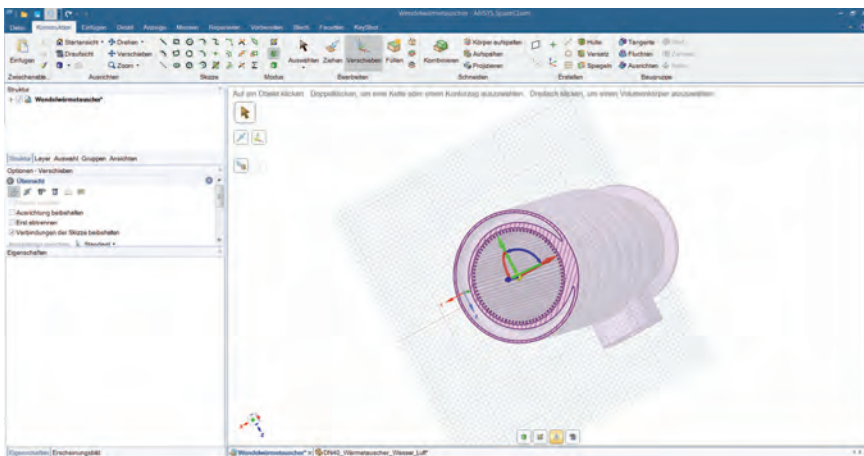 Wendelwärmetauscher - ANSYS SpaceClaim
Datei Konstruktion Einfügen Detail Anzeige Messen Reparieren Vorbereiten Blech Facetten KeyShot
Startansicht Drehen Körper aufspalten Hülle Tangente
Draufsicht Verschieben Aufspalten Versatz Fluchten
Einfügen Zoom Auswählen Ziehen Verschieben Füllen Kombinieren Projizieren Spiegeln Ausrichten
Zwischenable... Ausrichten Skizze Modus Bearbeiten Schneiden Erstellen Baugruppe
Struktur
Wendelwärmetauscher*
Auf ein Objekt klicken. Doppelklicken, um eine Kette oder einen Konturzug auszuwählen. Dreifach klicken, um einen Volumenkörper auszuwählen.
Struktur Layer Auswahl Gruppen Ansichten
Optionen - Verschieben
Übersicht
Ausrichtung beibehalten
Erst abtrennen
Verbindungen der Skizze beibehalten
Standard
Eigenschaften
Eigenschaften Erscheinungsbild
Wendelwärmetauscher* DN40_Wärmetauscher_Wasser_Luft*